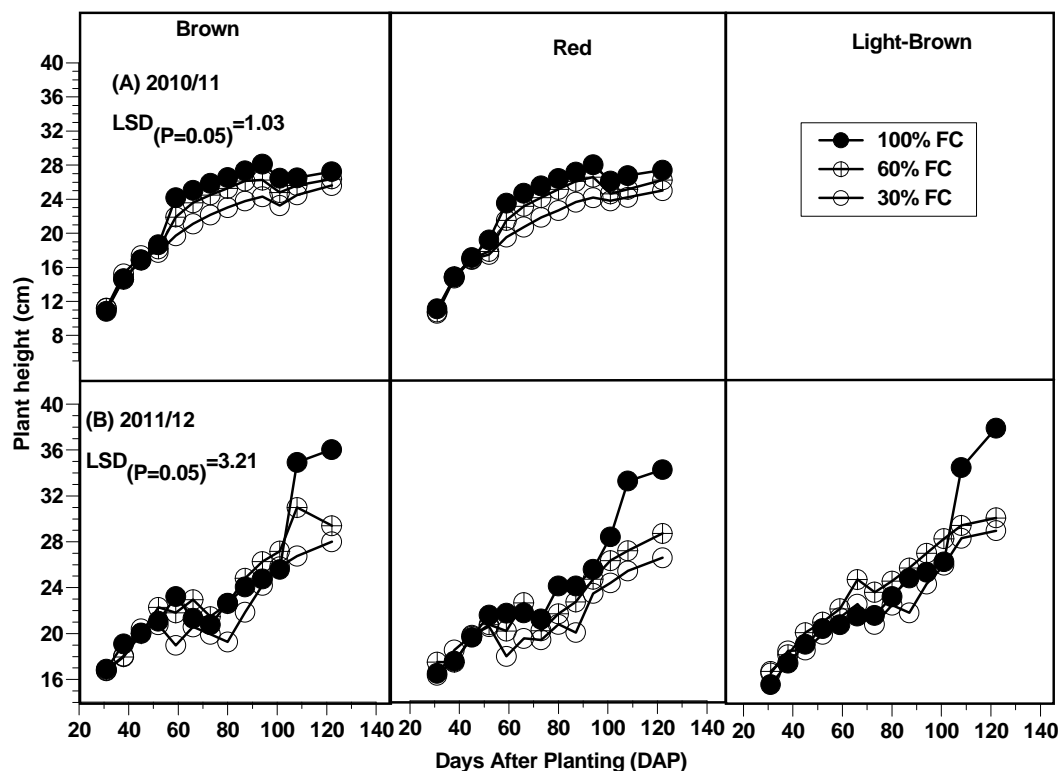 Brown
Red
Light-Brown
(A) 2010/11
LSD(P=0.05)=1.03
100% FC
60% FC
30% FC
40
36
32
28
24
20
16
12
8
Plant height (cm)
(B) 2011/12
LSD(P=0.05)=3.21
40
36
32
28
24
20
16
20 40 60 80 100 120 140
20 40 60 80 100 120 140
20 40 60 80 100 120 140
Days After Planting (DAP)